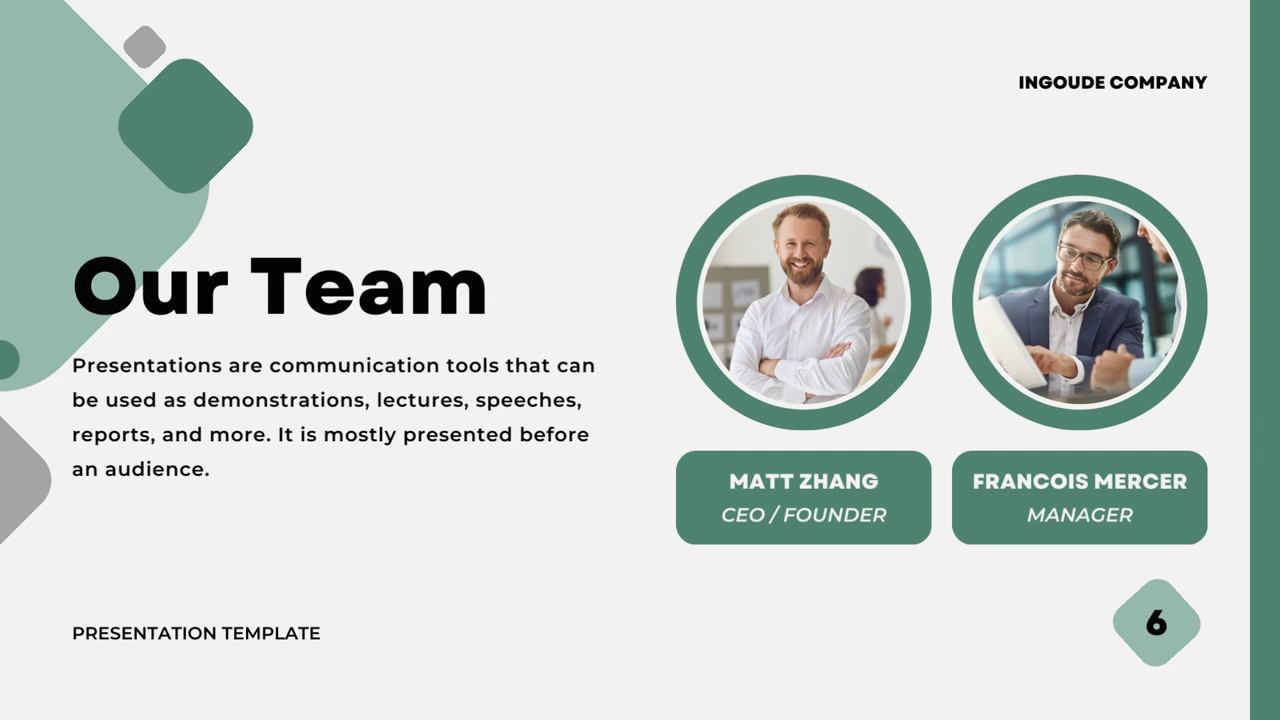 INGOUDE COMPANY
Our Team
Presentations are communication tools that can
be used as demonstrations, lectures, speeches,
reports, and more. It is mostly presented before
an audience.
MATT ZHANG
CEO / FOUNDER
FRANCOIS MERCER
MANAGER
PRESENTATION TEMPLATE
6